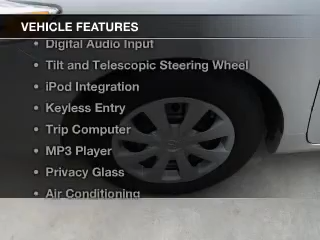 VEHICLE FEATURES
• Digital Audio Input
• Tilt and Telescopic Steering Wheel
• iPod Integration
• Keyless Entry
• Trip Computer
• MP3 Player
• Privacy Glass
• Air Conditioning